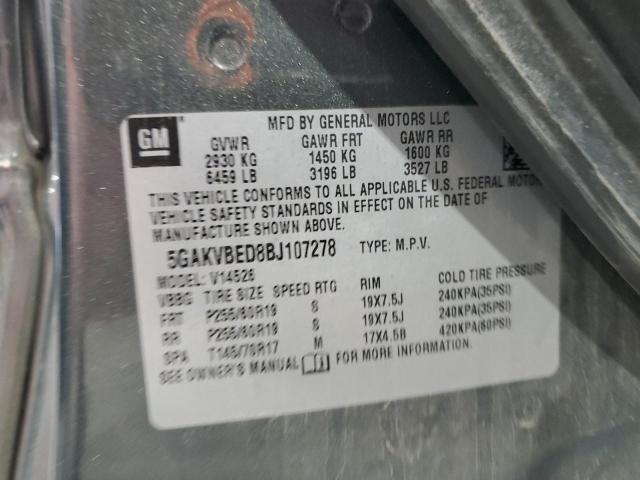 GM
MFD BY GENERAL MOTORS LLC
GVWR GAWR FRT GAWR RR
2930 KG 1450 KG 1600 KG
6459 LB 3196 LB 3527 LB
THIS VEHICLE CONFORMS TO ALL APPLICABLE U.S. FEDERAL MOTOR
VEHICLE SAFETY STANDARDS IN EFFECT ON THE DATE OF
MANUFACTURE SHOWN ABOVE.
5GAKVBED8BJ107278 TYPE: M.P.V.
MODEL: V14526
VBBG TIRE SIZE SPEED RTG RIM COLD TIRE PRESSURE
FRT P255/60R19 S 19X7.5J 240KPA(35PSI)
RR P255/60R19 S 19X7.5J 240KPA(35PSI)
SPA T145/70R17 M 17X4.5B 420KPA(60PSI)
SEE OWNER'S MANUAL FOR MORE INFORMATION.